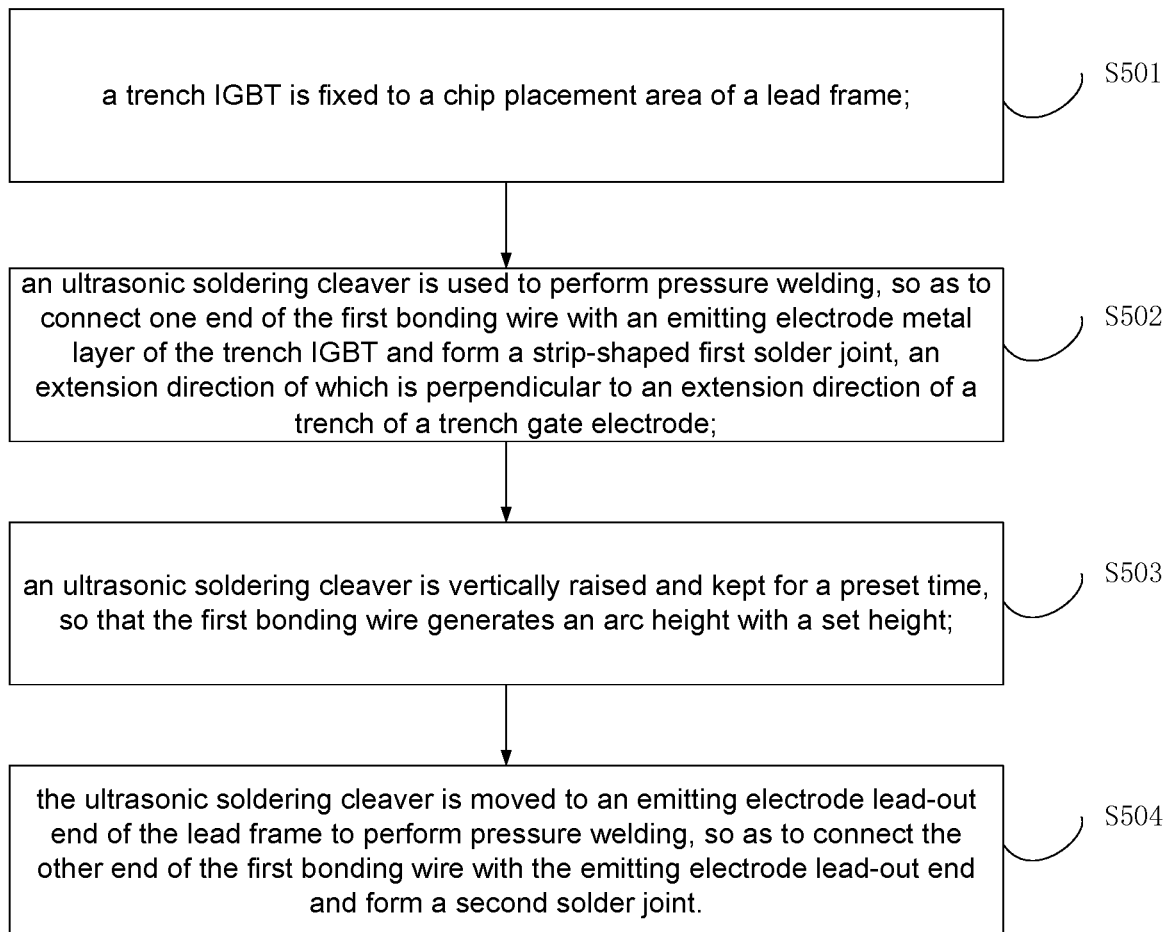 a trench IGBT is fixed to a chip placement area of a lead frame;
S501
an ultrasonic soldering cleaver is used to perform pressure welding, so as to
connect one end of the first bonding wire with an emitting electrode metal
layer of the trench IGBT and form a strip-shaped first solder joint, an
extension direction of which is perpendicular to an extension direction of a
trench of a trench gate electrode;
S502
an ultrasonic soldering cleaver is vertically raised and kept for a preset time,
so that the first bonding wire generates an arc height with a set height;
S503
the ultrasonic soldering cleaver is moved to an emitting electrode lead-out
end of the lead frame to perform pressure welding, so as to connect the
other end of the first bonding wire with the emitting electrode lead-out end
and form a second solder joint.
S504